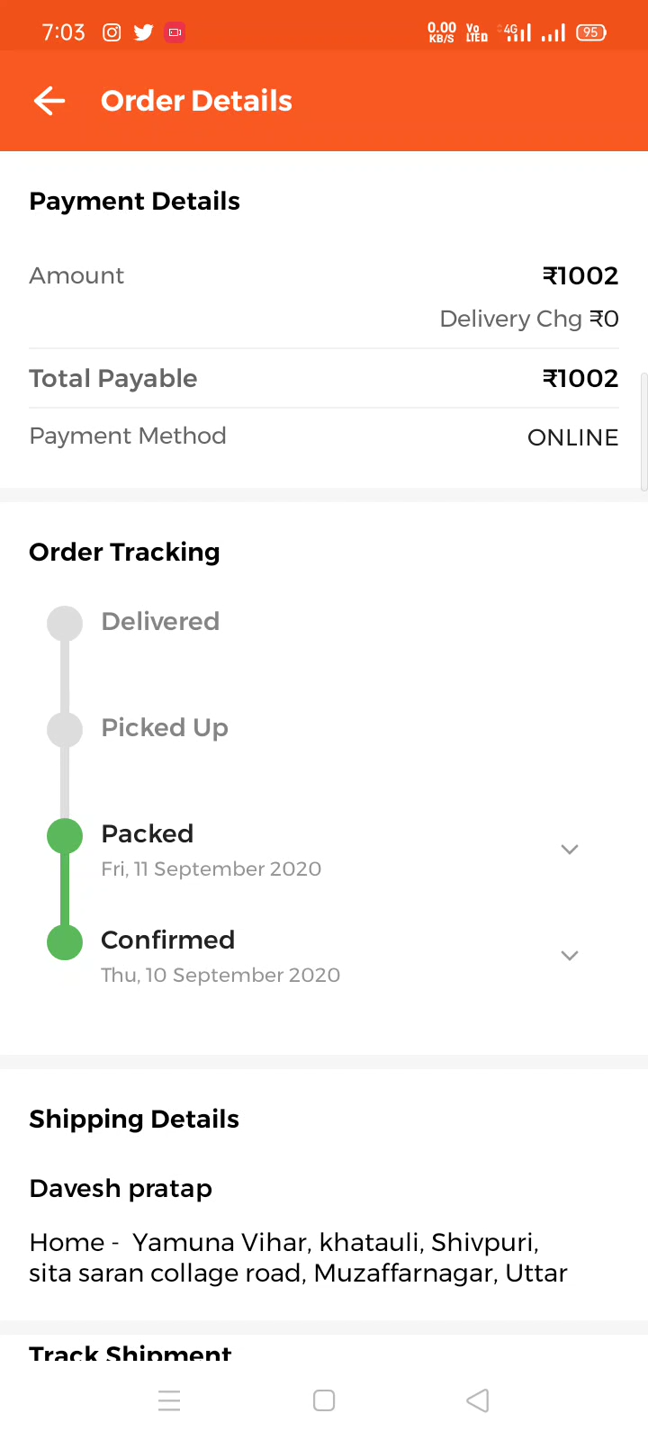 7:03
0.00 KB/S
Vo LTED
4G
95
Order Details
Payment Details
Amount ₹1002
Delivery Chg ₹0
Total Payable ₹1002
Payment Method ONLINE
Order Tracking
Delivered
Picked Up
Packed
Fri, 11 September 2020
Confirmed
Thu, 10 September 2020
Shipping Details
Davesh pratap
Home - Yamuna Vihar, khatauli, Shivpuri,
sita saran collage road, Muzaffarnagar, Uttar
Track Shipment